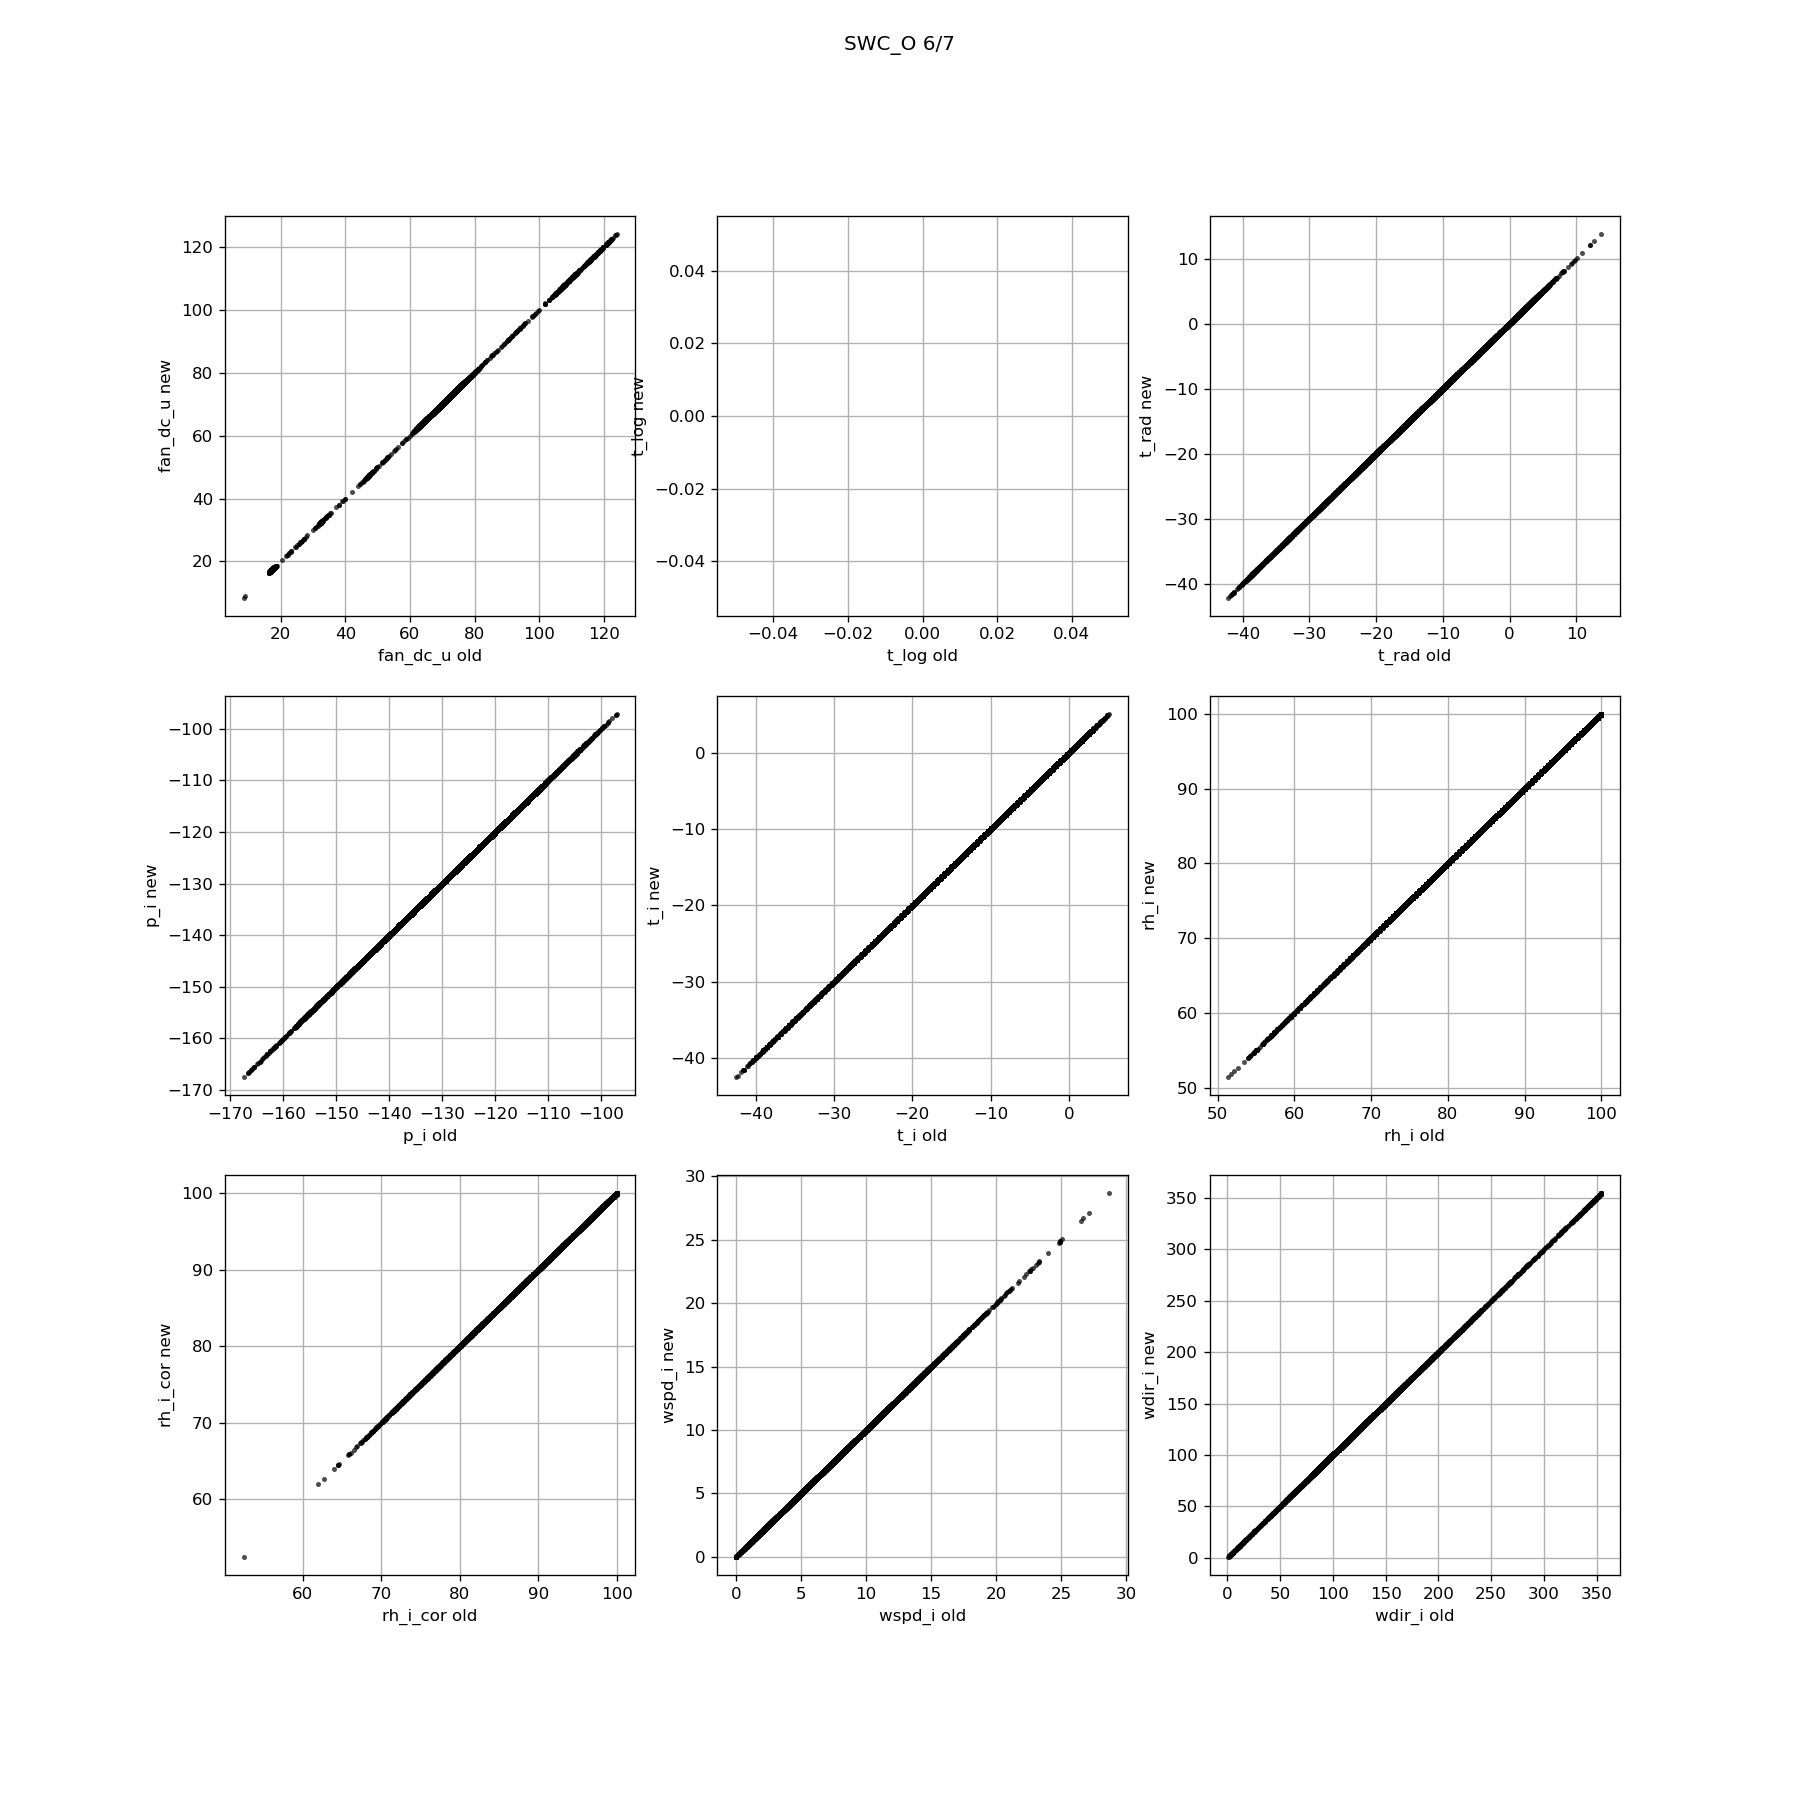 SWC_O 6/7
fan_dc_u new
120
100
80
60
40
20
20 40 60 80 100 120
fan_dc_u old
t_log new
0.04
0.02
0.00
−0.02
−0.04
−0.04 −0.02 0.00 0.02 0.04
t_log old
t_rad new
10
0
−10
−20
−30
−40
−40 −30 −20 −10 0 10
t_rad old
p_i new
−100
−110
−120
−130
−140
−150
−160
−170
−170 −160 −150 −140 −130 −120 −110 −100
p_i old
t_i new
0
−10
−20
−30
−40
−40 −30 −20 −10 0
t_i old
rh_i new
100
90
80
70
60
50
50 60 70 80 90 100
rh_i old
rh_i_cor new
100
90
80
70
60
60 70 80 90 100
rh_i_cor old
wspd_i new
30
25
20
15
10
5
0
0 5 10 15 20 25 30
wspd_i old
wdir_i new
350
300
250
200
150
100
50
0
0 50 100 150 200 250 300 350
wdir_i old